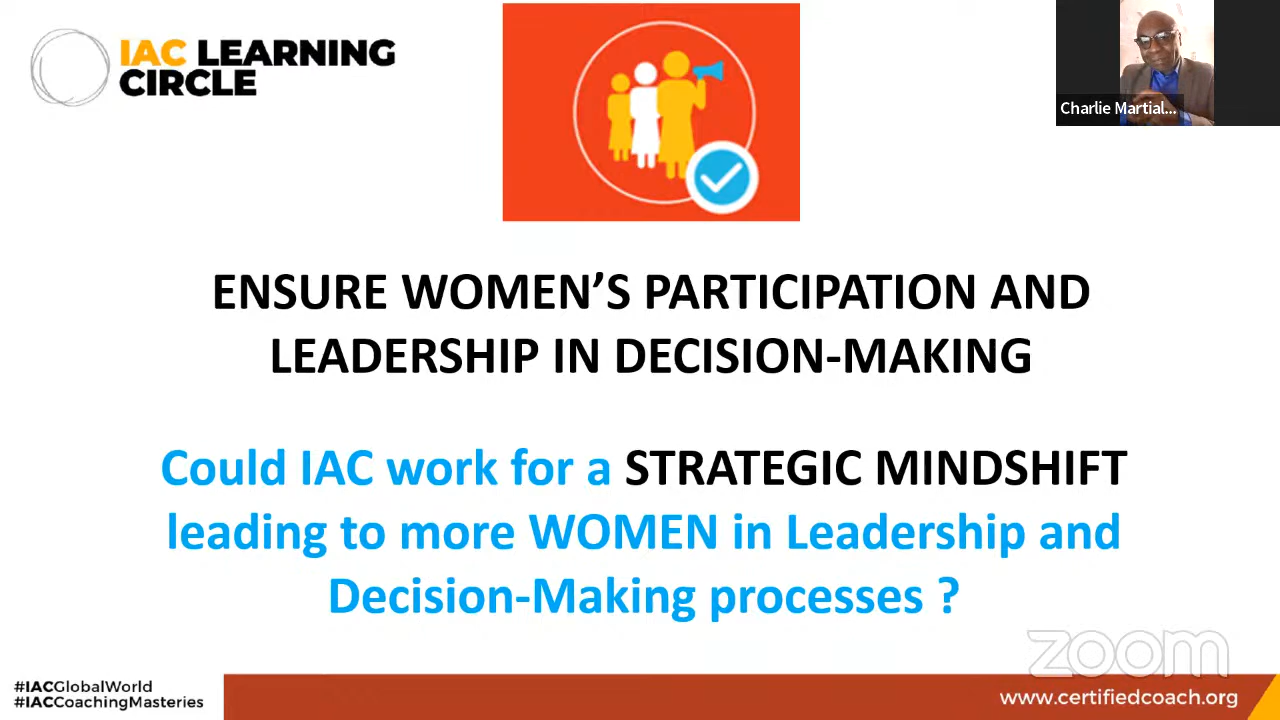 IAC LEARNING
CIRCLE
Charlie Martial...
ENSURE WOMEN’S PARTICIPATION AND
LEADERSHIP IN DECISION-MAKING
Could IAC work for a STRATEGIC MINDSHIFT
leading to more WOMEN in Leadership and
Decision-Making processes ?
zoom
#IACGlobalWorld
#IACCoachingMasteries
www.certifiedcoach.org